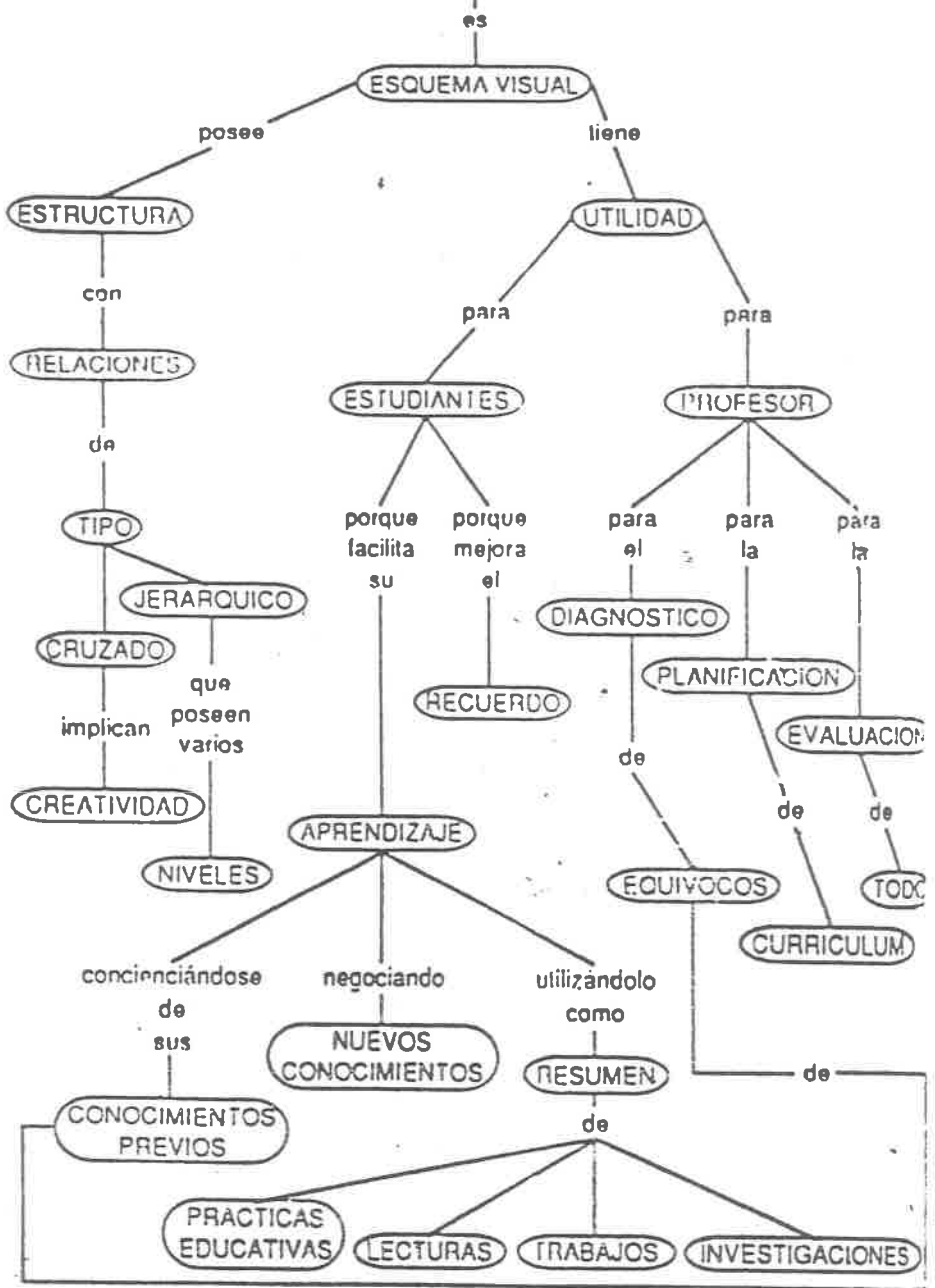 es
ESQUEMA VISUAL
posee
tiene
ESTRUCTURA
UTILIDAD
con
para
para
RELACIONES
ESTUDIANTES
PROFESOR
de
TIPO
porque
facilita
su
porque
mejora
el
para
el
para
la
para
la
JERARQUICO
DIAGNOSTICO
CRUZADO
PLANIFICACION
que
poseen
varios
RECUERDO
implican
EVALUACION
de
CREATIVIDAD
de
de
APRENDIZAJE
NIVELES
EQUIVOCOS
TODO
CURRICULUM
concienciándose
de
sus
negociando
utilizándolo
como
NUEVOS
CONOCIMIENTOS
RESUMEN
de
CONOCIMIENTOS
PREVIOS
de
PRACTICAS
EDUCATIVAS
LECTURAS
TRABAJOS
INVESTIGACIONES